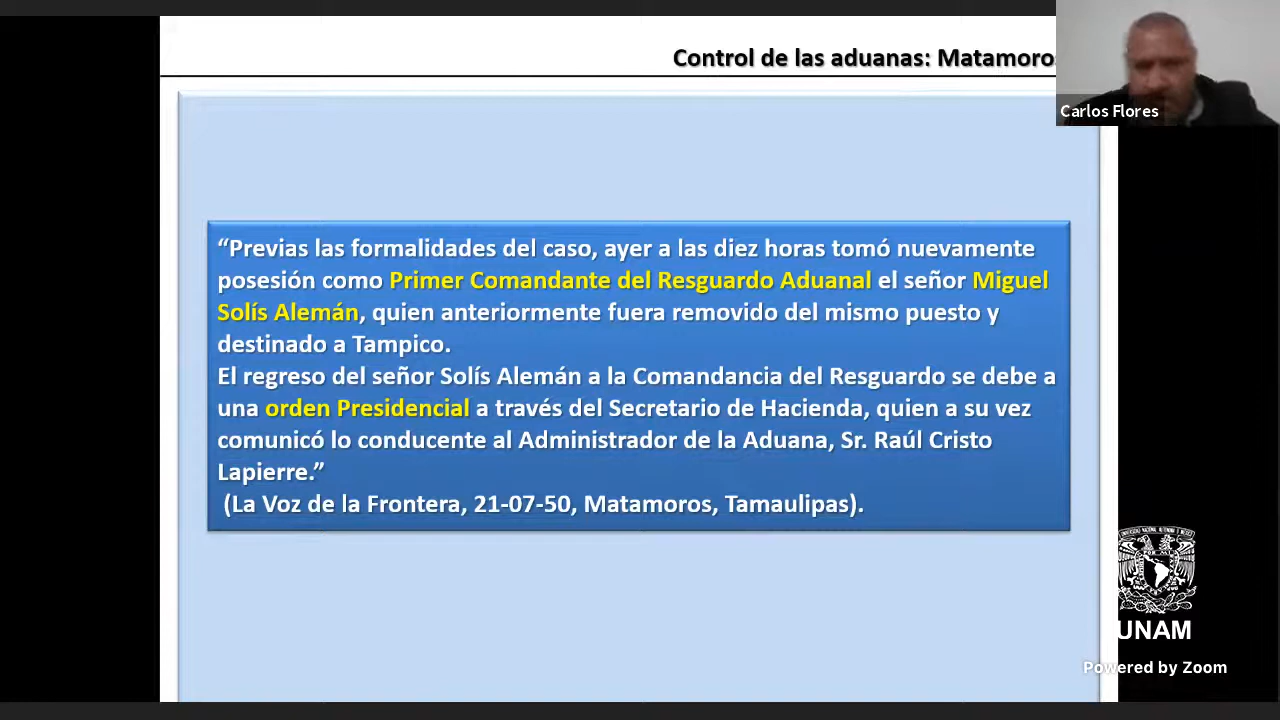 Control de las aduanas: Matamoro
Carlos Flores
“Previas las formalidades del caso, ayer a las diez horas tomó nuevamente
posesión como Primer Comandante del Resguardo Aduanal el señor Miguel
Solís Alemán, quien anteriormente fuera removido del mismo puesto y
destinado a Tampico.
El regreso del señor Solís Alemán a la Comandancia del Resguardo se debe a
una orden Presidencial a través del Secretario de Hacienda, quien a su vez
comunicó lo conducente al Administrador de la Aduana, Sr. Raúl Cristo
Lapierre.”
(La Voz de la Frontera, 21-07-50, Matamoros, Tamaulipas).
UNAM
Powered by Zoom